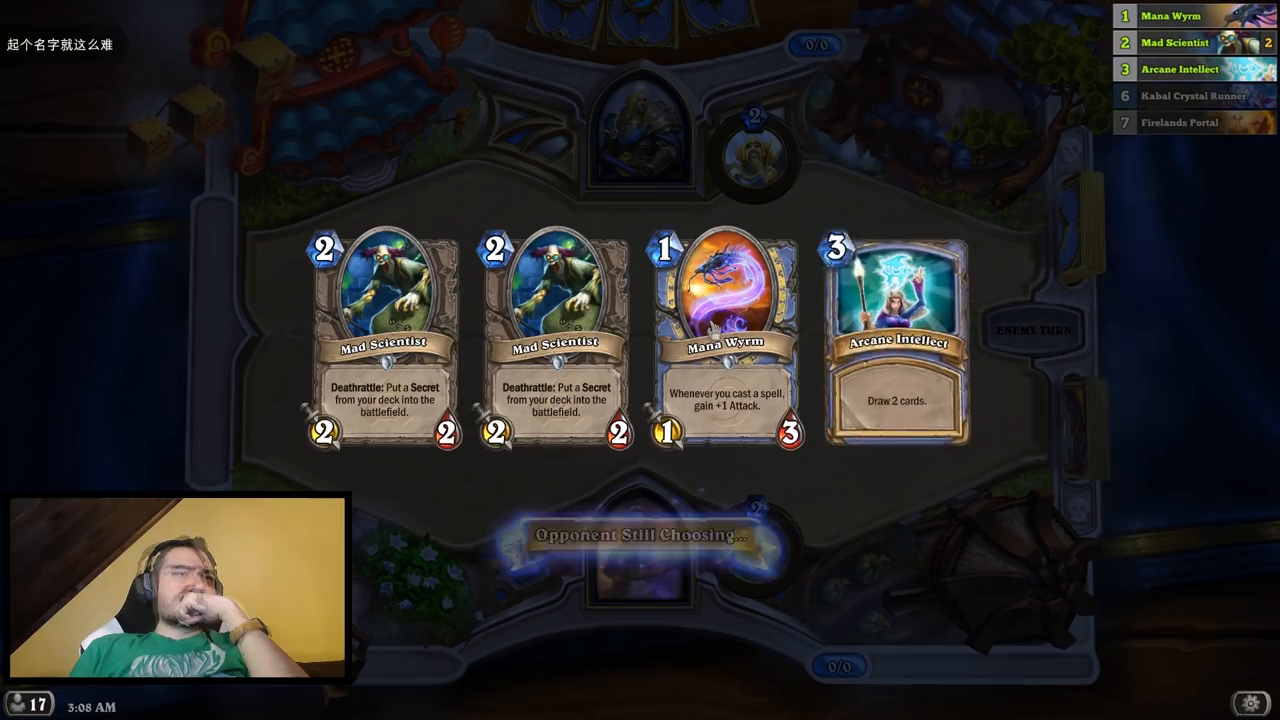 起个名字就这么难
0/0
1 Mana Wyrm
2 Mad Scientist 2
3 Arcane Intellect
6 Kabal Crystal Runner
7 Firelands Portal
2
2
2
1
3
Mad Scientist
Mad Scientist
Mana Wyrm
Arcane Intellect
ENEMY TURN
Deathrattle: Put a Secret
from your deck into the
battlefield.
2
2
Deathrattle: Put a Secret
from your deck into the
battlefield.
2
2
Whenever you cast a spell,
gain +1 Attack.
1
3
Draw 2 cards.
2
Opponent Still Choosing...
0/0
17
3:08 AM